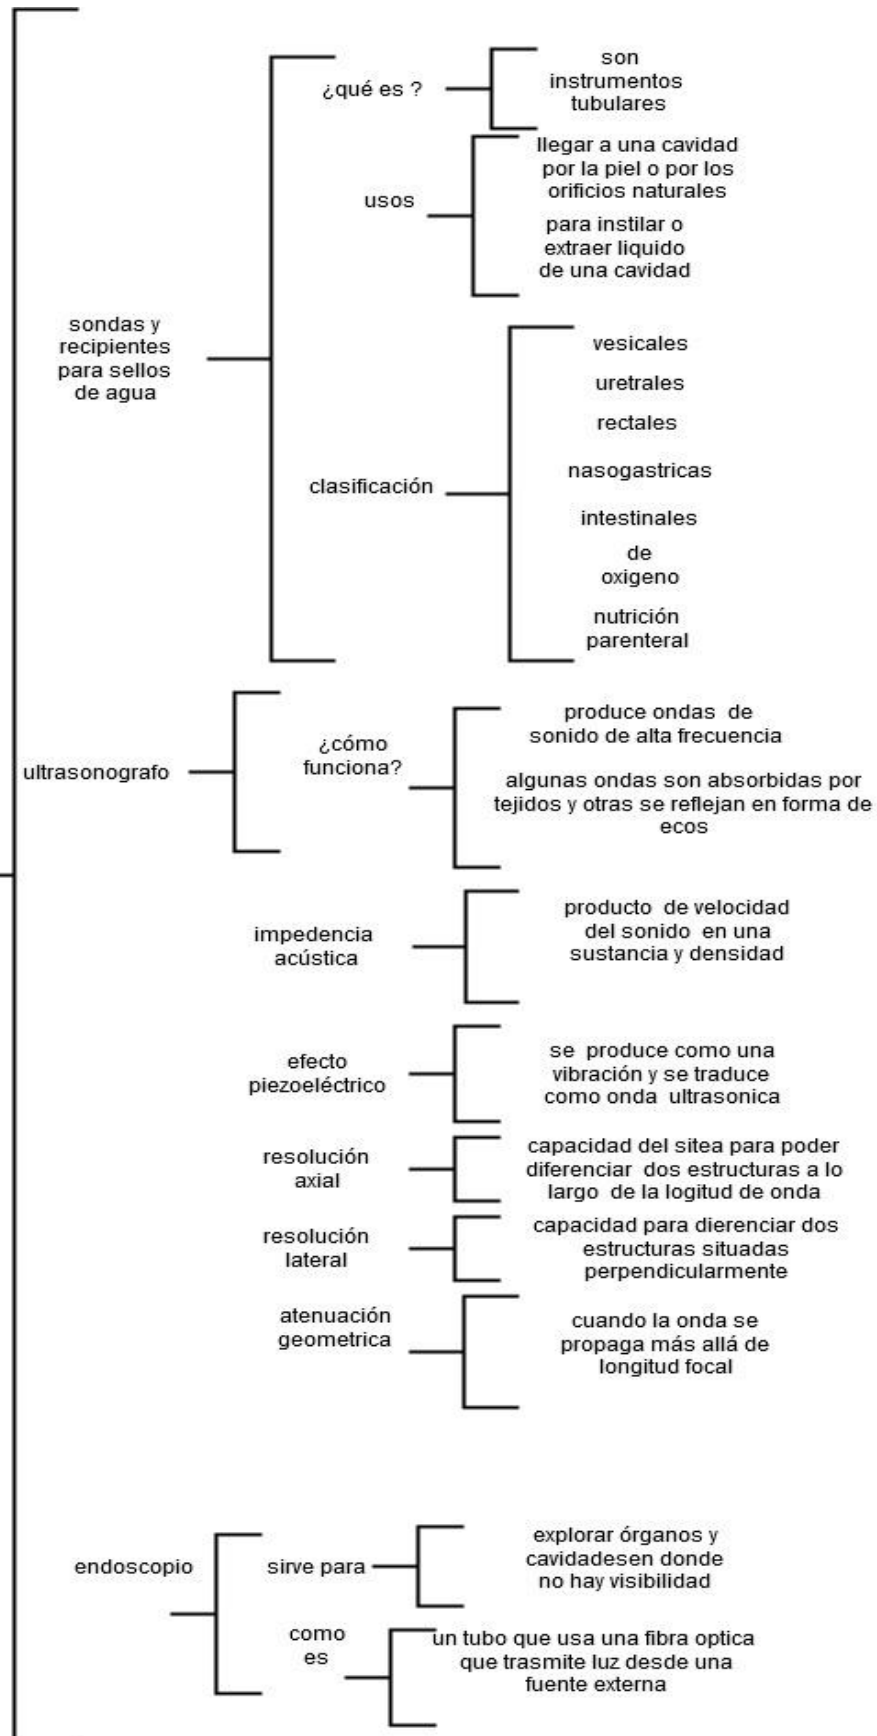 ¿qué es ?
son
instrumentos
tubulares
usos
llegar a una cavidad
por la piel o por los
orificios naturales
para instilar o
extraer liquido
de una cavidad
sondas y
recipientes
para sellos
de agua
clasificación
vesicales
uretrales
rectales
nasogastricas
intestinales
de
oxigeno
nutrición
parenteral
ultrasonografo
¿cómo
funciona?
produce ondas de
sonido de alta frecuencia
algunas ondas son absorbidas por
tejidos y otras se reflejan en forma de
ecos
impedencia
acústica
producto de velocidad
del sonido en una
sustancia y densidad
efecto
piezoeléctrico
se produce como una
vibración y se traduce
como onda ultrasonica
resolución
axial
capacidad del sitea para poder
diferenciar dos estructuras a lo
largo de la logitud de onda
resolución
lateral
capacidad para dierenciar dos
estructuras situadas
perpendicularmente
atenuación
geometrica
cuando la onda se
propaga más allá de
longitud focal
endoscopio
sirve para
explorar órganos y
cavidadesen donde
no hay visibilidad
como
es
un tubo que usa una fibra optica
que trasmite luz desde una
fuente externa